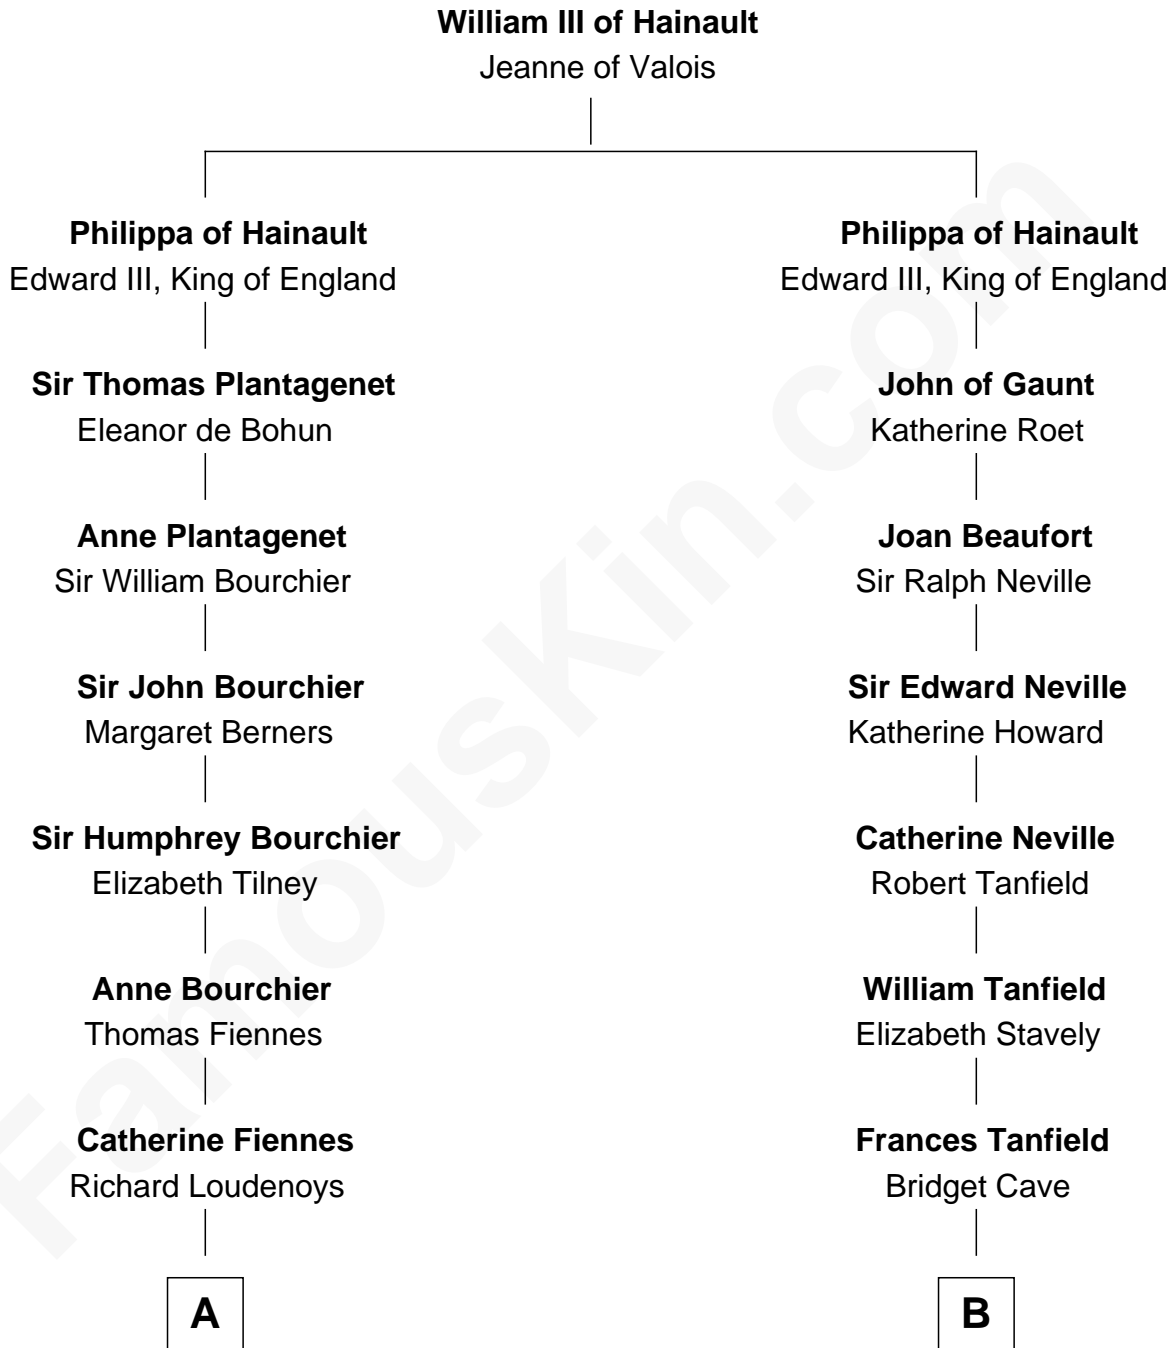 William III of Hainault
Jeanne of Valois
Philippa of Hainault
Edward III, King of England
Philippa of Hainault
Edward III, King of England
Sir Thomas Plantagenet
Eleanor de Bohun
John of Gaunt
Katherine Roet
Anne Plantagenet
Sir William Bourchier
Joan Beaufort
Sir Ralph Neville
Sir John Bourchier
Margaret Berners
Sir Edward Neville
Katherine Howard
Sir Humphrey Bourchier
Elizabeth Tilney
Catherine Neville
Robert Tanfield
Anne Bourchier
Thomas Fiennes
William Tanfield
Elizabeth Stavely
Catherine Fiennes
Richard Loudenoys
Frances Tanfield
Bridget Cave
A
B
FamousKin.com